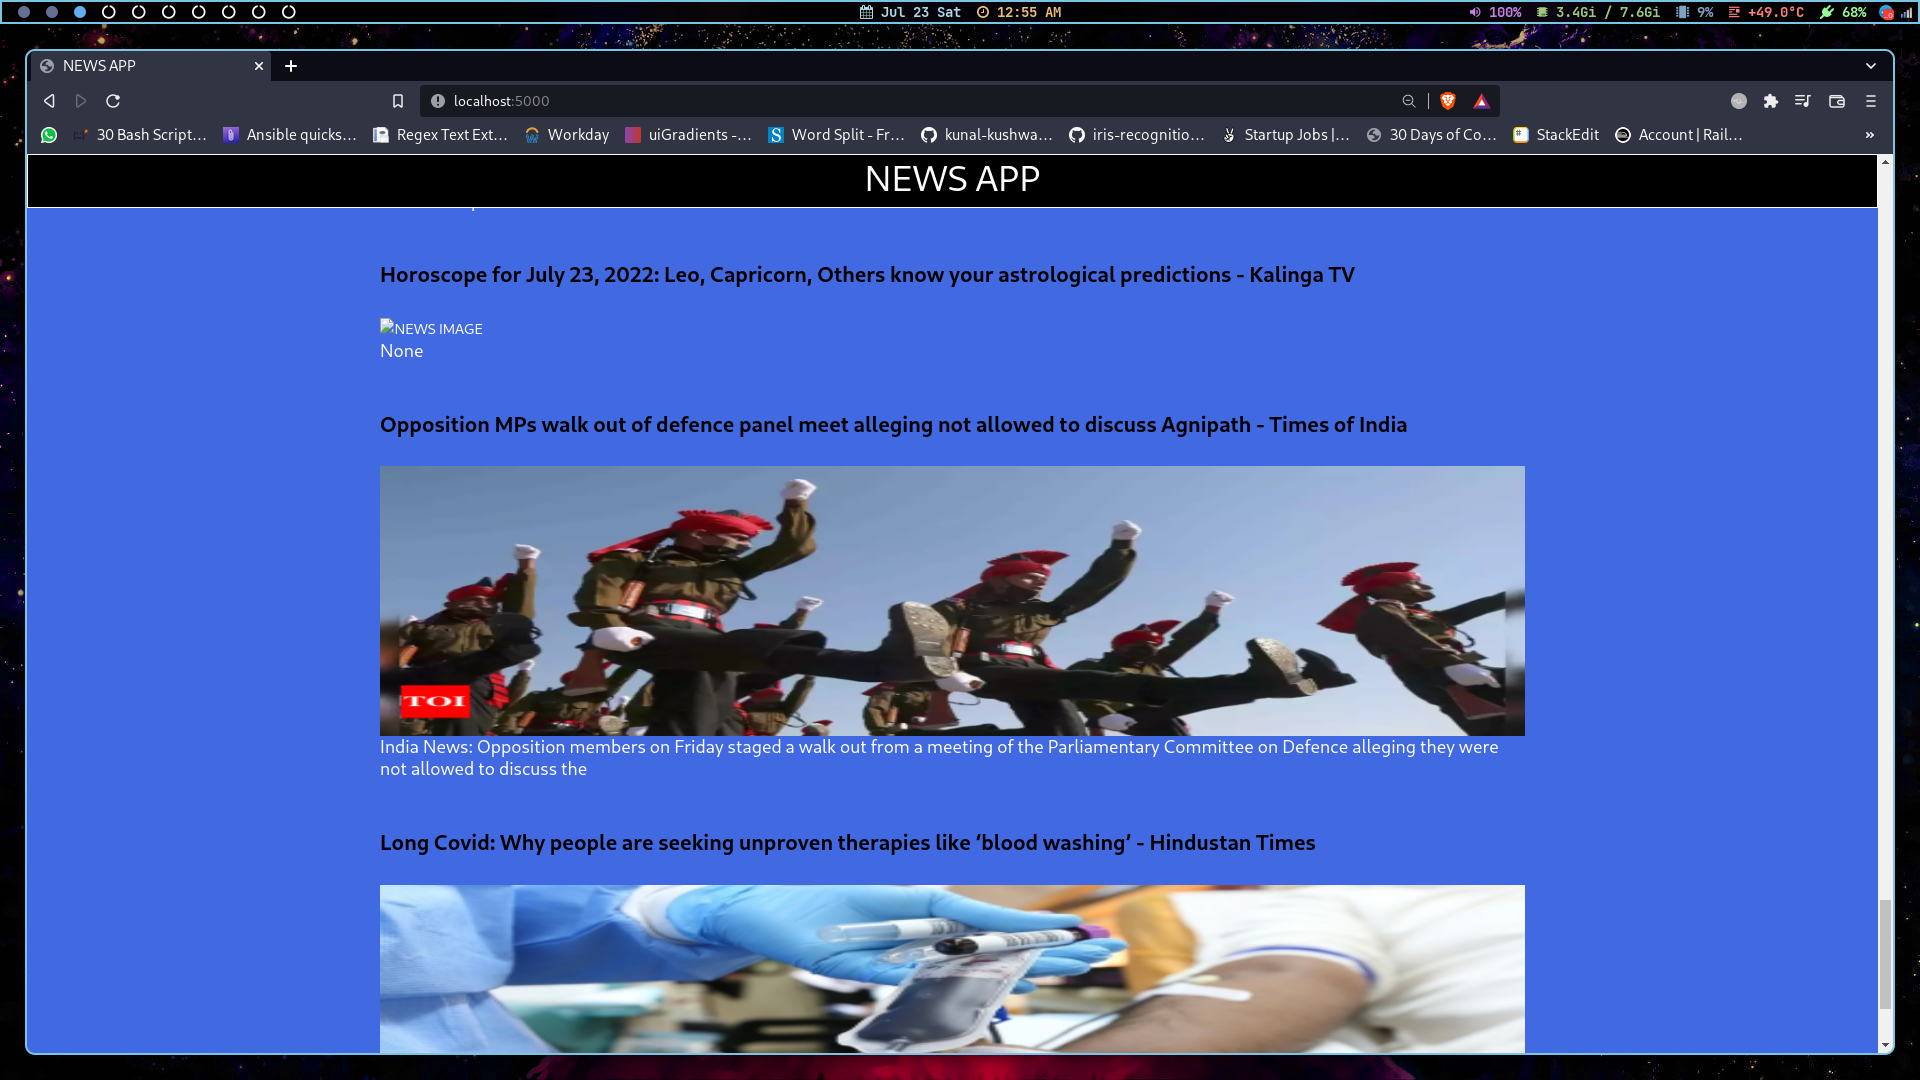 Jul 23 Sat 12:55 AM 100% 3.4Gi / 7.6Gi 9% +49.0°C 68%
NEWS APP
localhost:5000
30 Bash Script… Ansible quicks… Regex Text Ext… Workday uiGradients -… Word Split - Fr… kunal-kushwa… iris-recognitio… Startup Jobs |… 30 Days of Co… StackEdit Account | Rail… »
NEWS APP
Horoscope for July 23, 2022: Leo, Capricorn, Others know your astrological predictions - Kalinga TV
NEWS IMAGE
None
Opposition MPs walk out of defence panel meet alleging not allowed to discuss Agnipath - Times of India
TOI
India News: Opposition members on Friday staged a walk out from a meeting of the Parliamentary Committee on Defence alleging they were
not allowed to discuss the
Long Covid: Why people are seeking unproven therapies like ‘blood washing’ - Hindustan Times